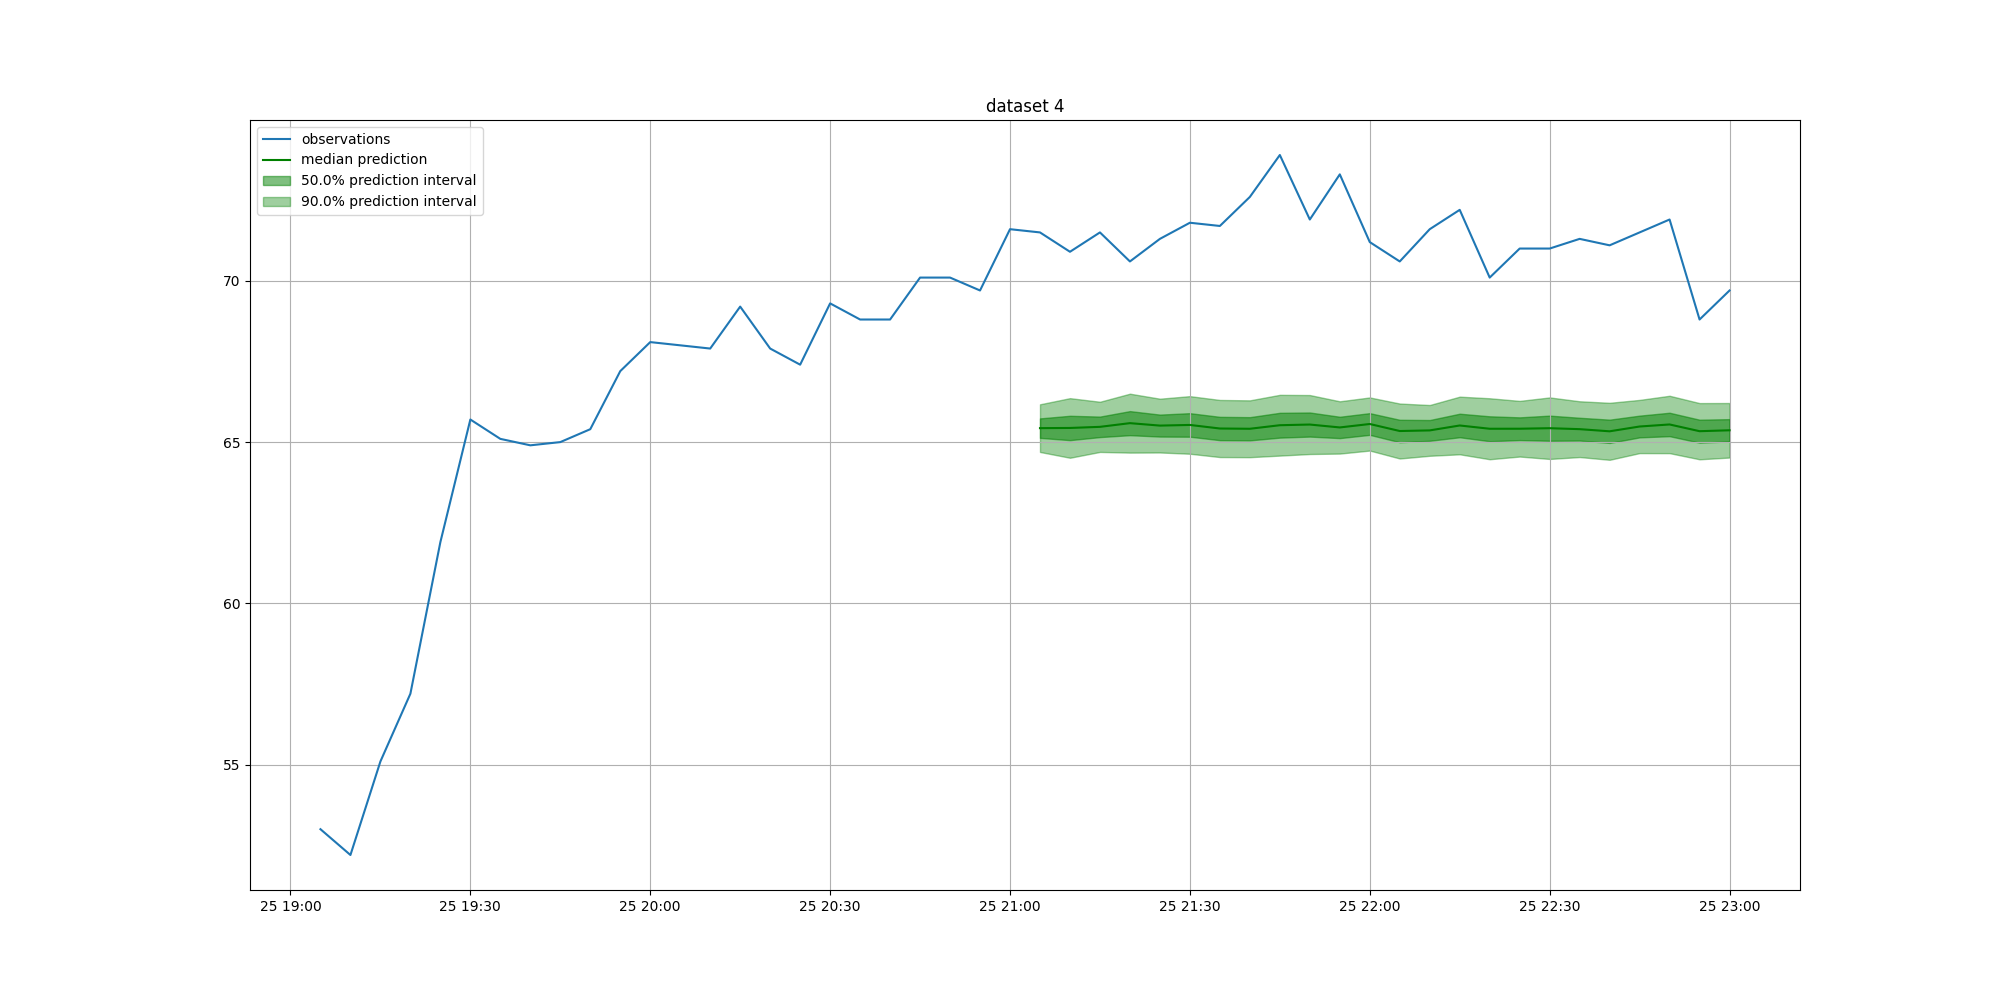 dataset 4
observations
median prediction
50.0% prediction interval
90.0% prediction interval
70
65
60
55
25 19:00 25 19:30 25 20:00 25 20:30 25 21:00 25 21:30 25 22:00 25 22:30 25 23:00